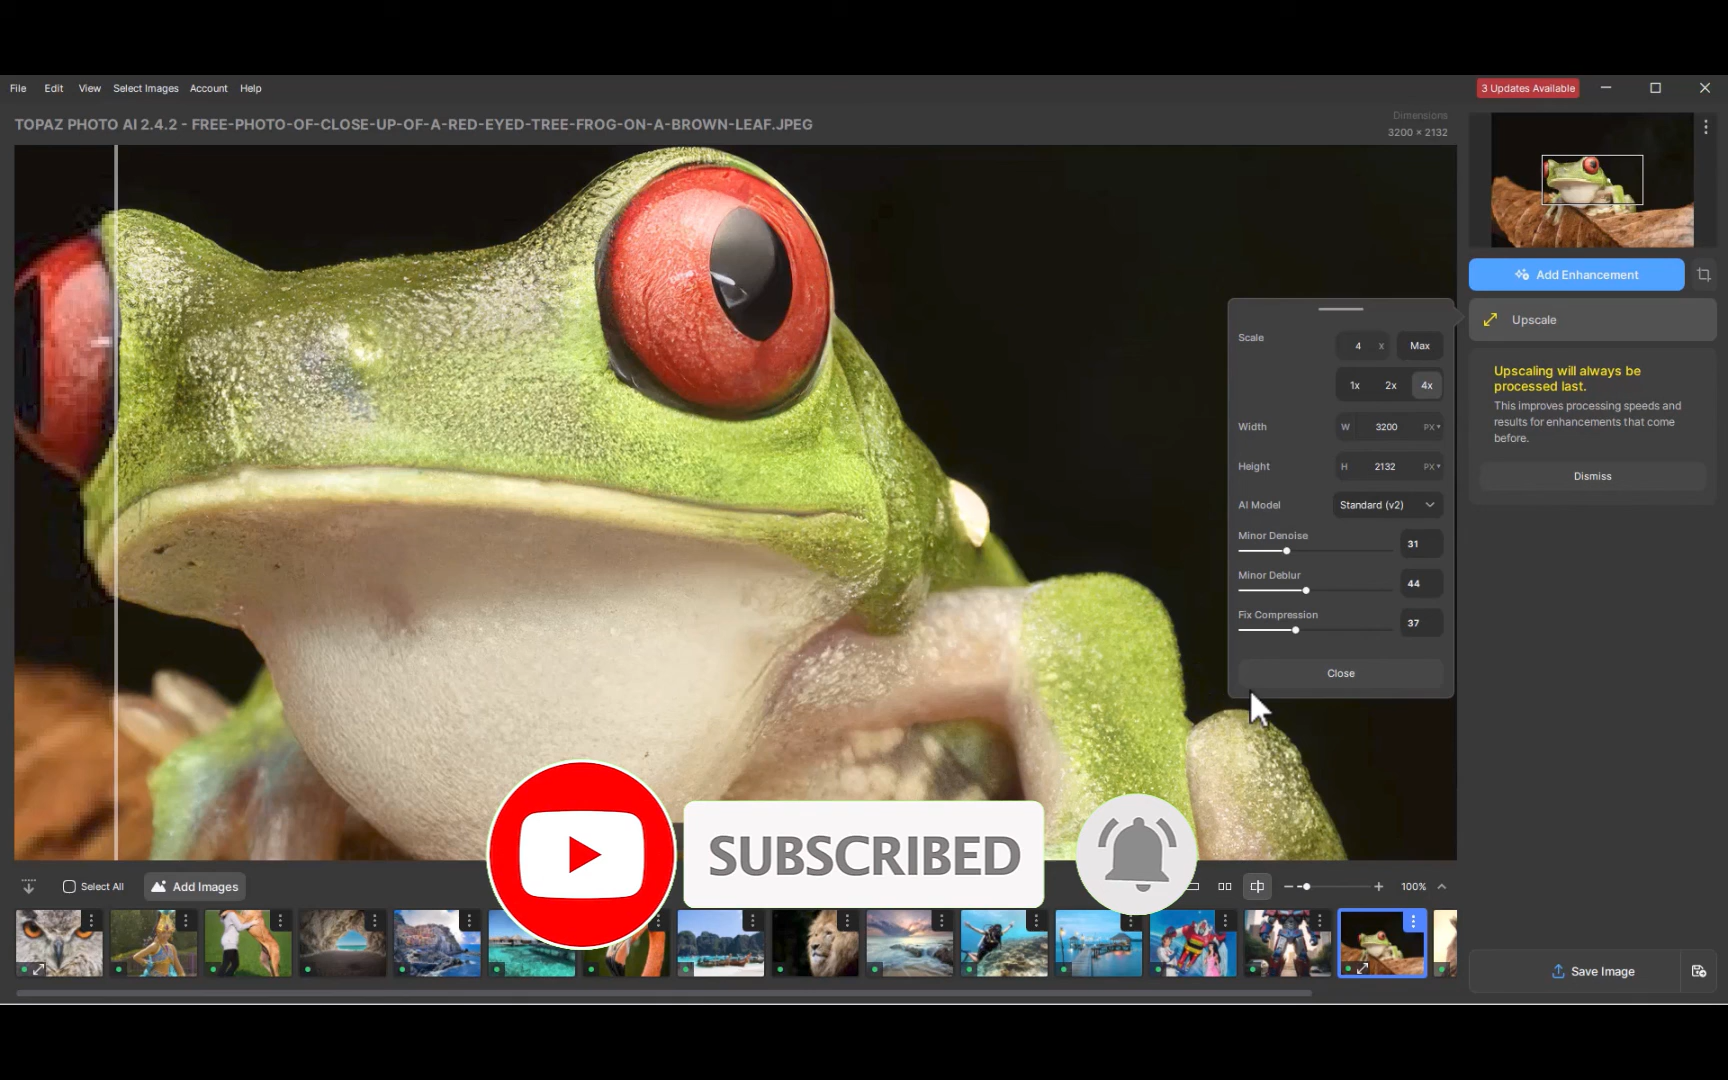 File Edit View Select Images Account Help
3 Updates Available
TOPAZ PHOTO AI 2.4.2 - FREE-PHOTO-OF-CLOSE-UP-OF-A-RED-EYED-TREE-FROG-ON-A-BROWN-LEAF.JPEG
Dimensions
3200 × 2132
Add Enhancement
Upscale
Upscaling will always be
processed last.
This improves processing speeds and
results for enhancements that come
before.
Dismiss
Scale
4 x Max
1x 2x 4x
Width W 3200 PX
Height H 2132 PX
AI Model Standard (v2)
Minor Denoise
31
Minor Deblur
44
Fix Compression
37
Close
SUBSCRIBED
Select All Add Images
100%
Save Image